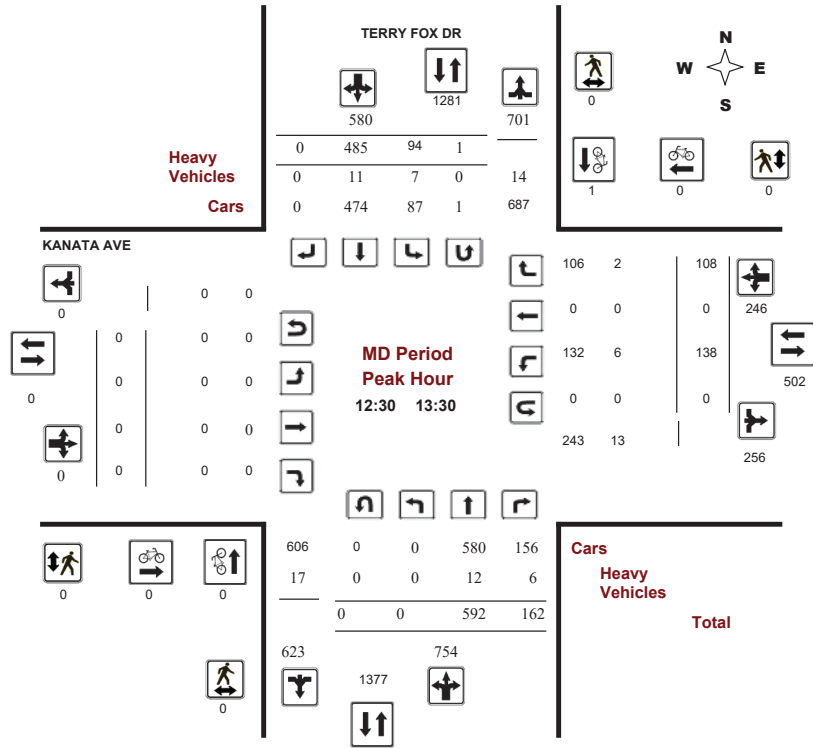 TERRY FOX DR
N
W E
S
1281
0
580 701
0 485 94 1
Heavy
Vehicles
0 11 7 0 14
Cars
0 474 87 1 687
1 0 0
KANATA AVE
106 2 108
0 0 0 246
0 0 0
0 0 0 132 6 138
0 0 0 502
0 0 0 0
0 0 0 0 243 13 256
0 0 0
MD Period
Peak Hour
12:30 13:30
606 0 0 580 156 Cars
17 0 0 12 6 Heavy
Vehicles
0 0 0
0 0 592 162 Total
623 1377 754
0